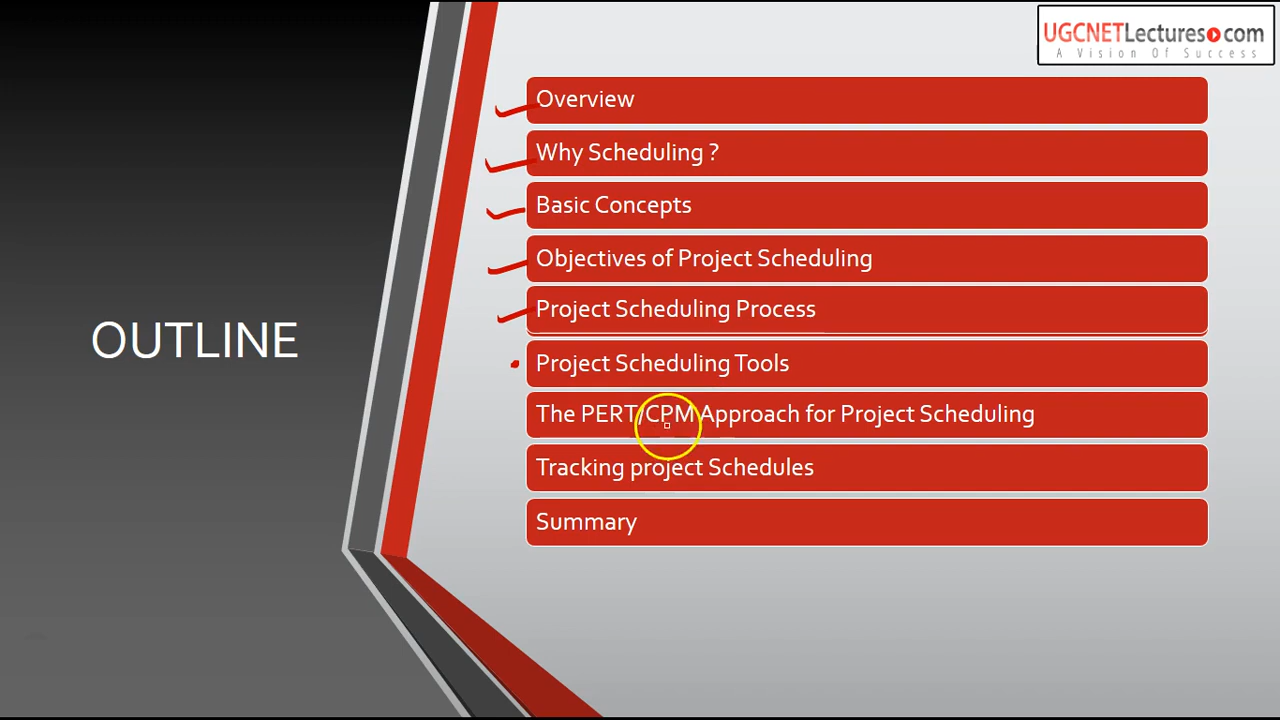 UGCNETLectures.com
A Vision Of Success
Overview
Why Scheduling ?
Basic Concepts
Objectives of Project Scheduling
Project Scheduling Process
OUTLINE
Project Scheduling Tools
The PERT/CPM Approach for Project Scheduling
Tracking project Schedules
Summary